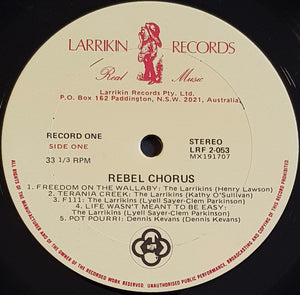 LARRIKIN RECORDS
Real Music
Larrikin Records Pty. Ltd.
P.O. Box 162 Paddington, N.S.W. 2021, Australia.
RECORD ONE
SIDE ONE
33 1/3 RPM
STEREO
LRF 2-053
MX191707
REBEL CHORUS
1. FREEDOM ON THE WALLABY: The Larrikins (Henry Lawson)
2. TERANIA CREEK: The Larrikins (Kathy O'Sullivan)
3. F111: The Larrikins (Lyell Sayer-Clem Parkinson)
4. LIFE WASN'T MEANT TO BE EASY:
The Larrikins (Lyell Sayer-Clem Parkinson)
5. POT POURRI: Dennis Kevans (Dennis Kevans)
ALL RIGHTS OF THE MANUFACTURER AND OF THE OWNER OF THE RECORDED WORK RESERVED, UNAUTHORISED PUBLIC PERFORMANCE, BROADCASTING AND COPYING OF THIS RECORD PROHIBITED.